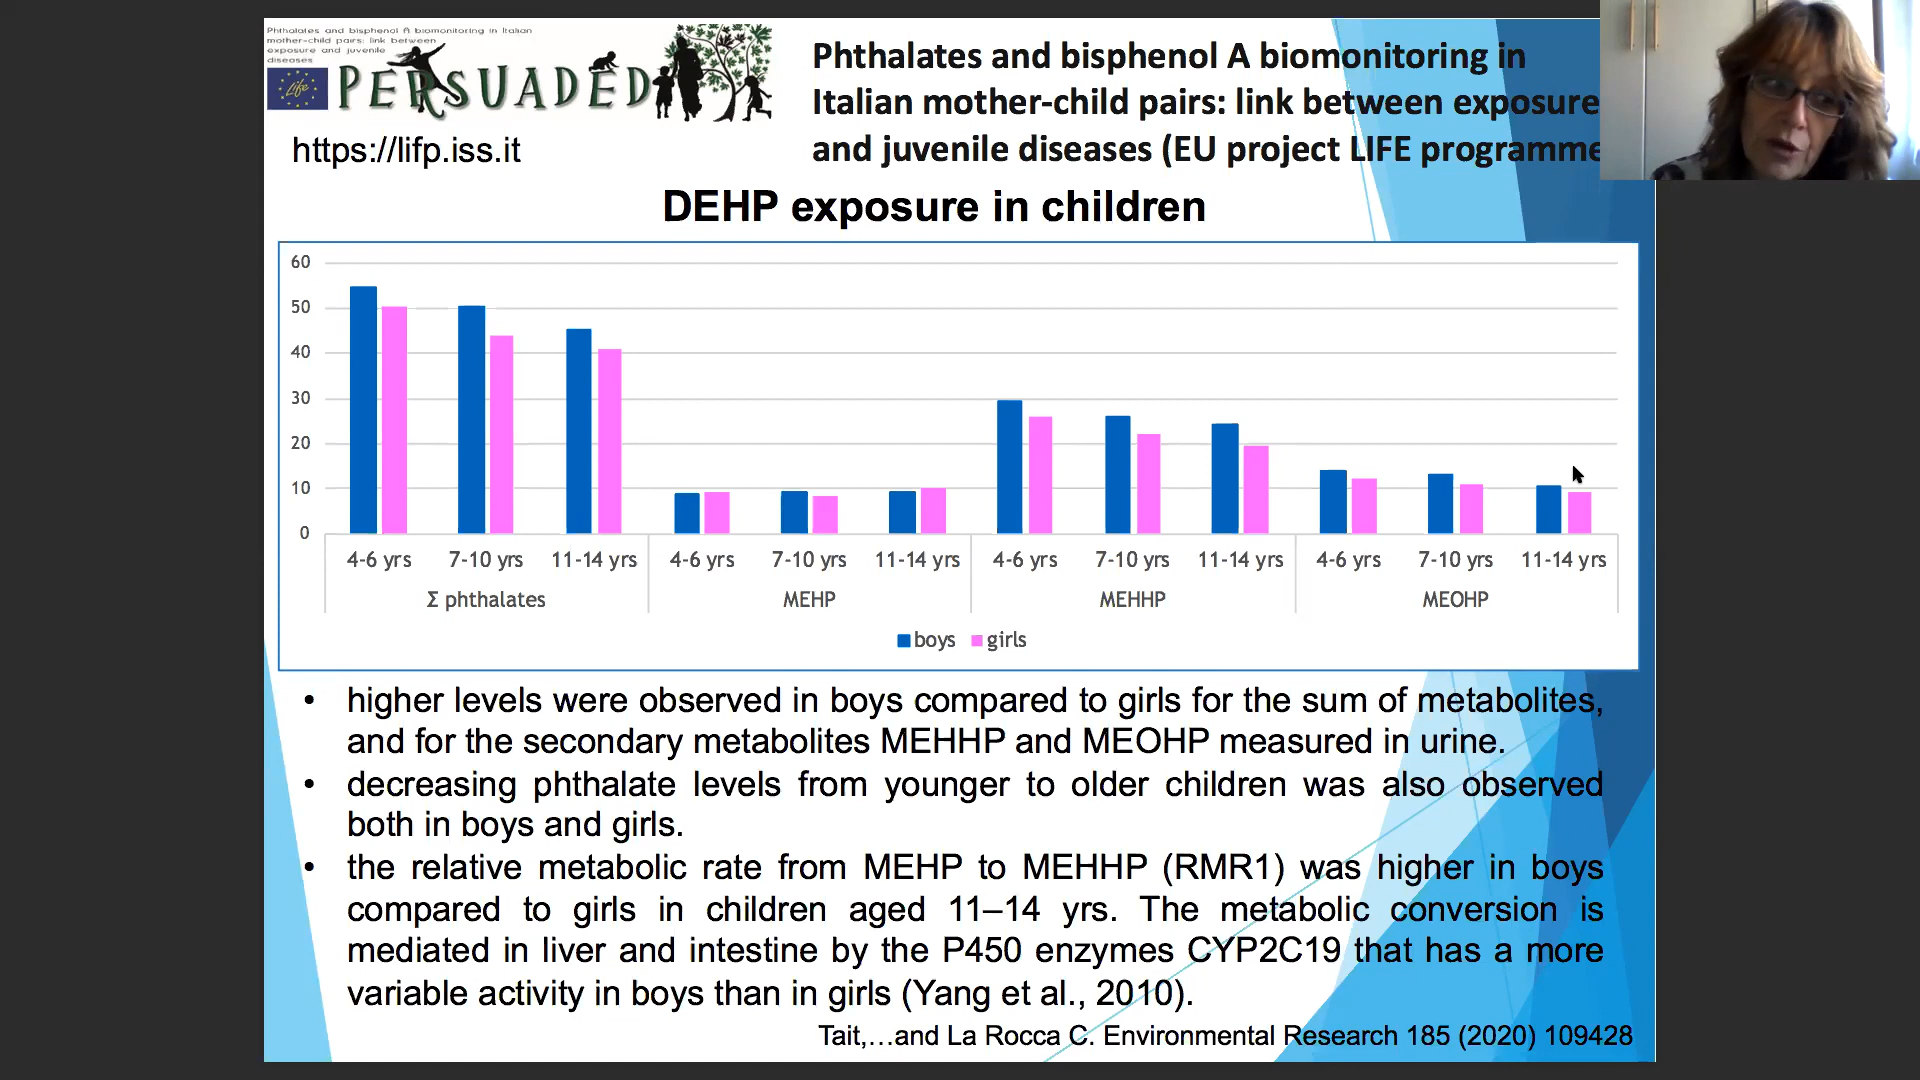 Phthalates and bisphenol A biomonitoring in Italian
mother-child pairs: link between
exposure and juvenile
diseases
Life
PERSUADED
https://lifp.iss.it
Phthalates and bisphenol A biomonitoring in
Italian mother-child pairs: link between exposure
and juvenile diseases (EU project LIFE programme
DEHP exposure in children
60
50
40
30
20
10
0
4-6 yrs 7-10 yrs 11-14 yrs 4-6 yrs 7-10 yrs 11-14 yrs 4-6 yrs 7-10 yrs 11-14 yrs 4-6 yrs 7-10 yrs 11-14 yrs
Σ phthalates MEHP MEHHP MEOHP
boys girls
• higher levels were observed in boys compared to girls for the sum of metabolites,
and for the secondary metabolites MEHHP and MEOHP measured in urine.
• decreasing phthalate levels from younger to older children was also observed
both in boys and girls.
• the relative metabolic rate from MEHP to MEHHP (RMR1) was higher in boys
compared to girls in children aged 11–14 yrs. The metabolic conversion is
mediated in liver and intestine by the P450 enzymes CYP2C19 that has a more
variable activity in boys than in girls (Yang et al., 2010).
Tait,…and La Rocca C. Environmental Research 185 (2020) 109428